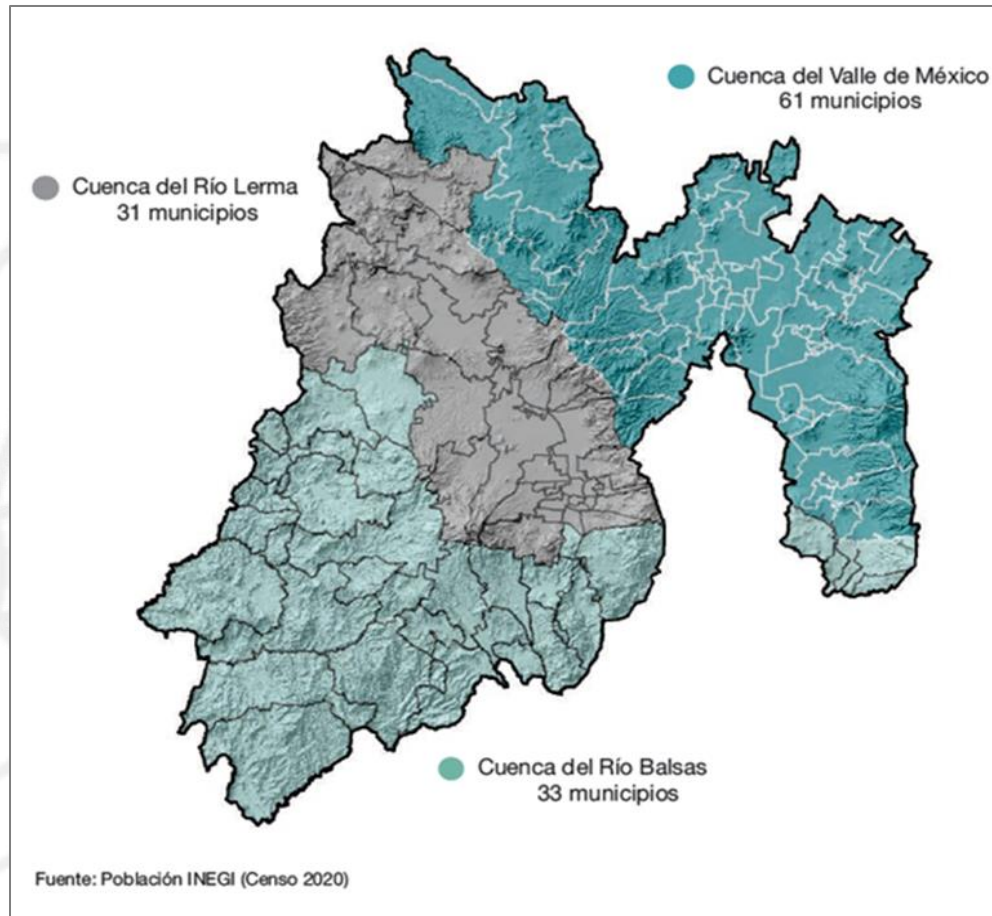 Cuenca del Valle de México
61 municipios
Cuenca del Río Lerma
31 municipios
Cuenca del Río Balsas
33 municipios
Fuente: Población INEGI (Censo 2020)